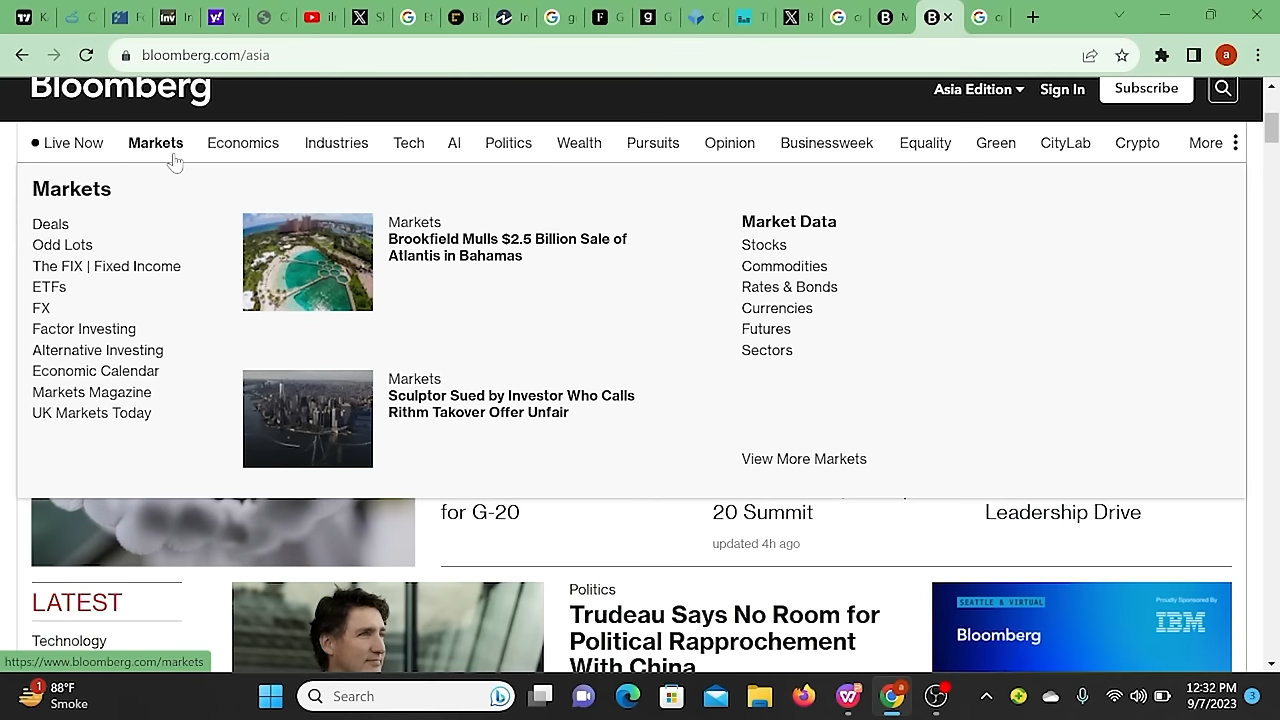 bloomberg.com/asia
a
Bloomberg
Asia Edition
Sign In
Subscribe
Live Now
Markets
Economics
Industries
Tech
AI
Politics
Wealth
Pursuits
Opinion
Businessweek
Equality
Green
CityLab
Crypto
More
Markets
Deals
Odd Lots
The FIX | Fixed Income
ETFs
FX
Factor Investing
Alternative Investing
Economic Calendar
Markets Magazine
UK Markets Today
Markets
Brookfield Mulls $2.5 Billion Sale of
Atlantis in Bahamas
Markets
Sculptor Sued by Investor Who Calls
Rithm Takeover Offer Unfair
Market Data
Stocks
Commodities
Rates & Bonds
Currencies
Futures
Sectors
View More Markets
for G-20
20 Summit
updated 4h ago
Leadership Drive
LATEST
Technology
Politics
Trudeau Says No Room for
Political Rapprochement
With China
SEATTLE & VIRTUAL
Bloomberg
Proudly Sponsored By
IBM
https://www.bloomberg.com/markets
1
88°F
Smoke
Search
12:32 PM
9/7/2023
3